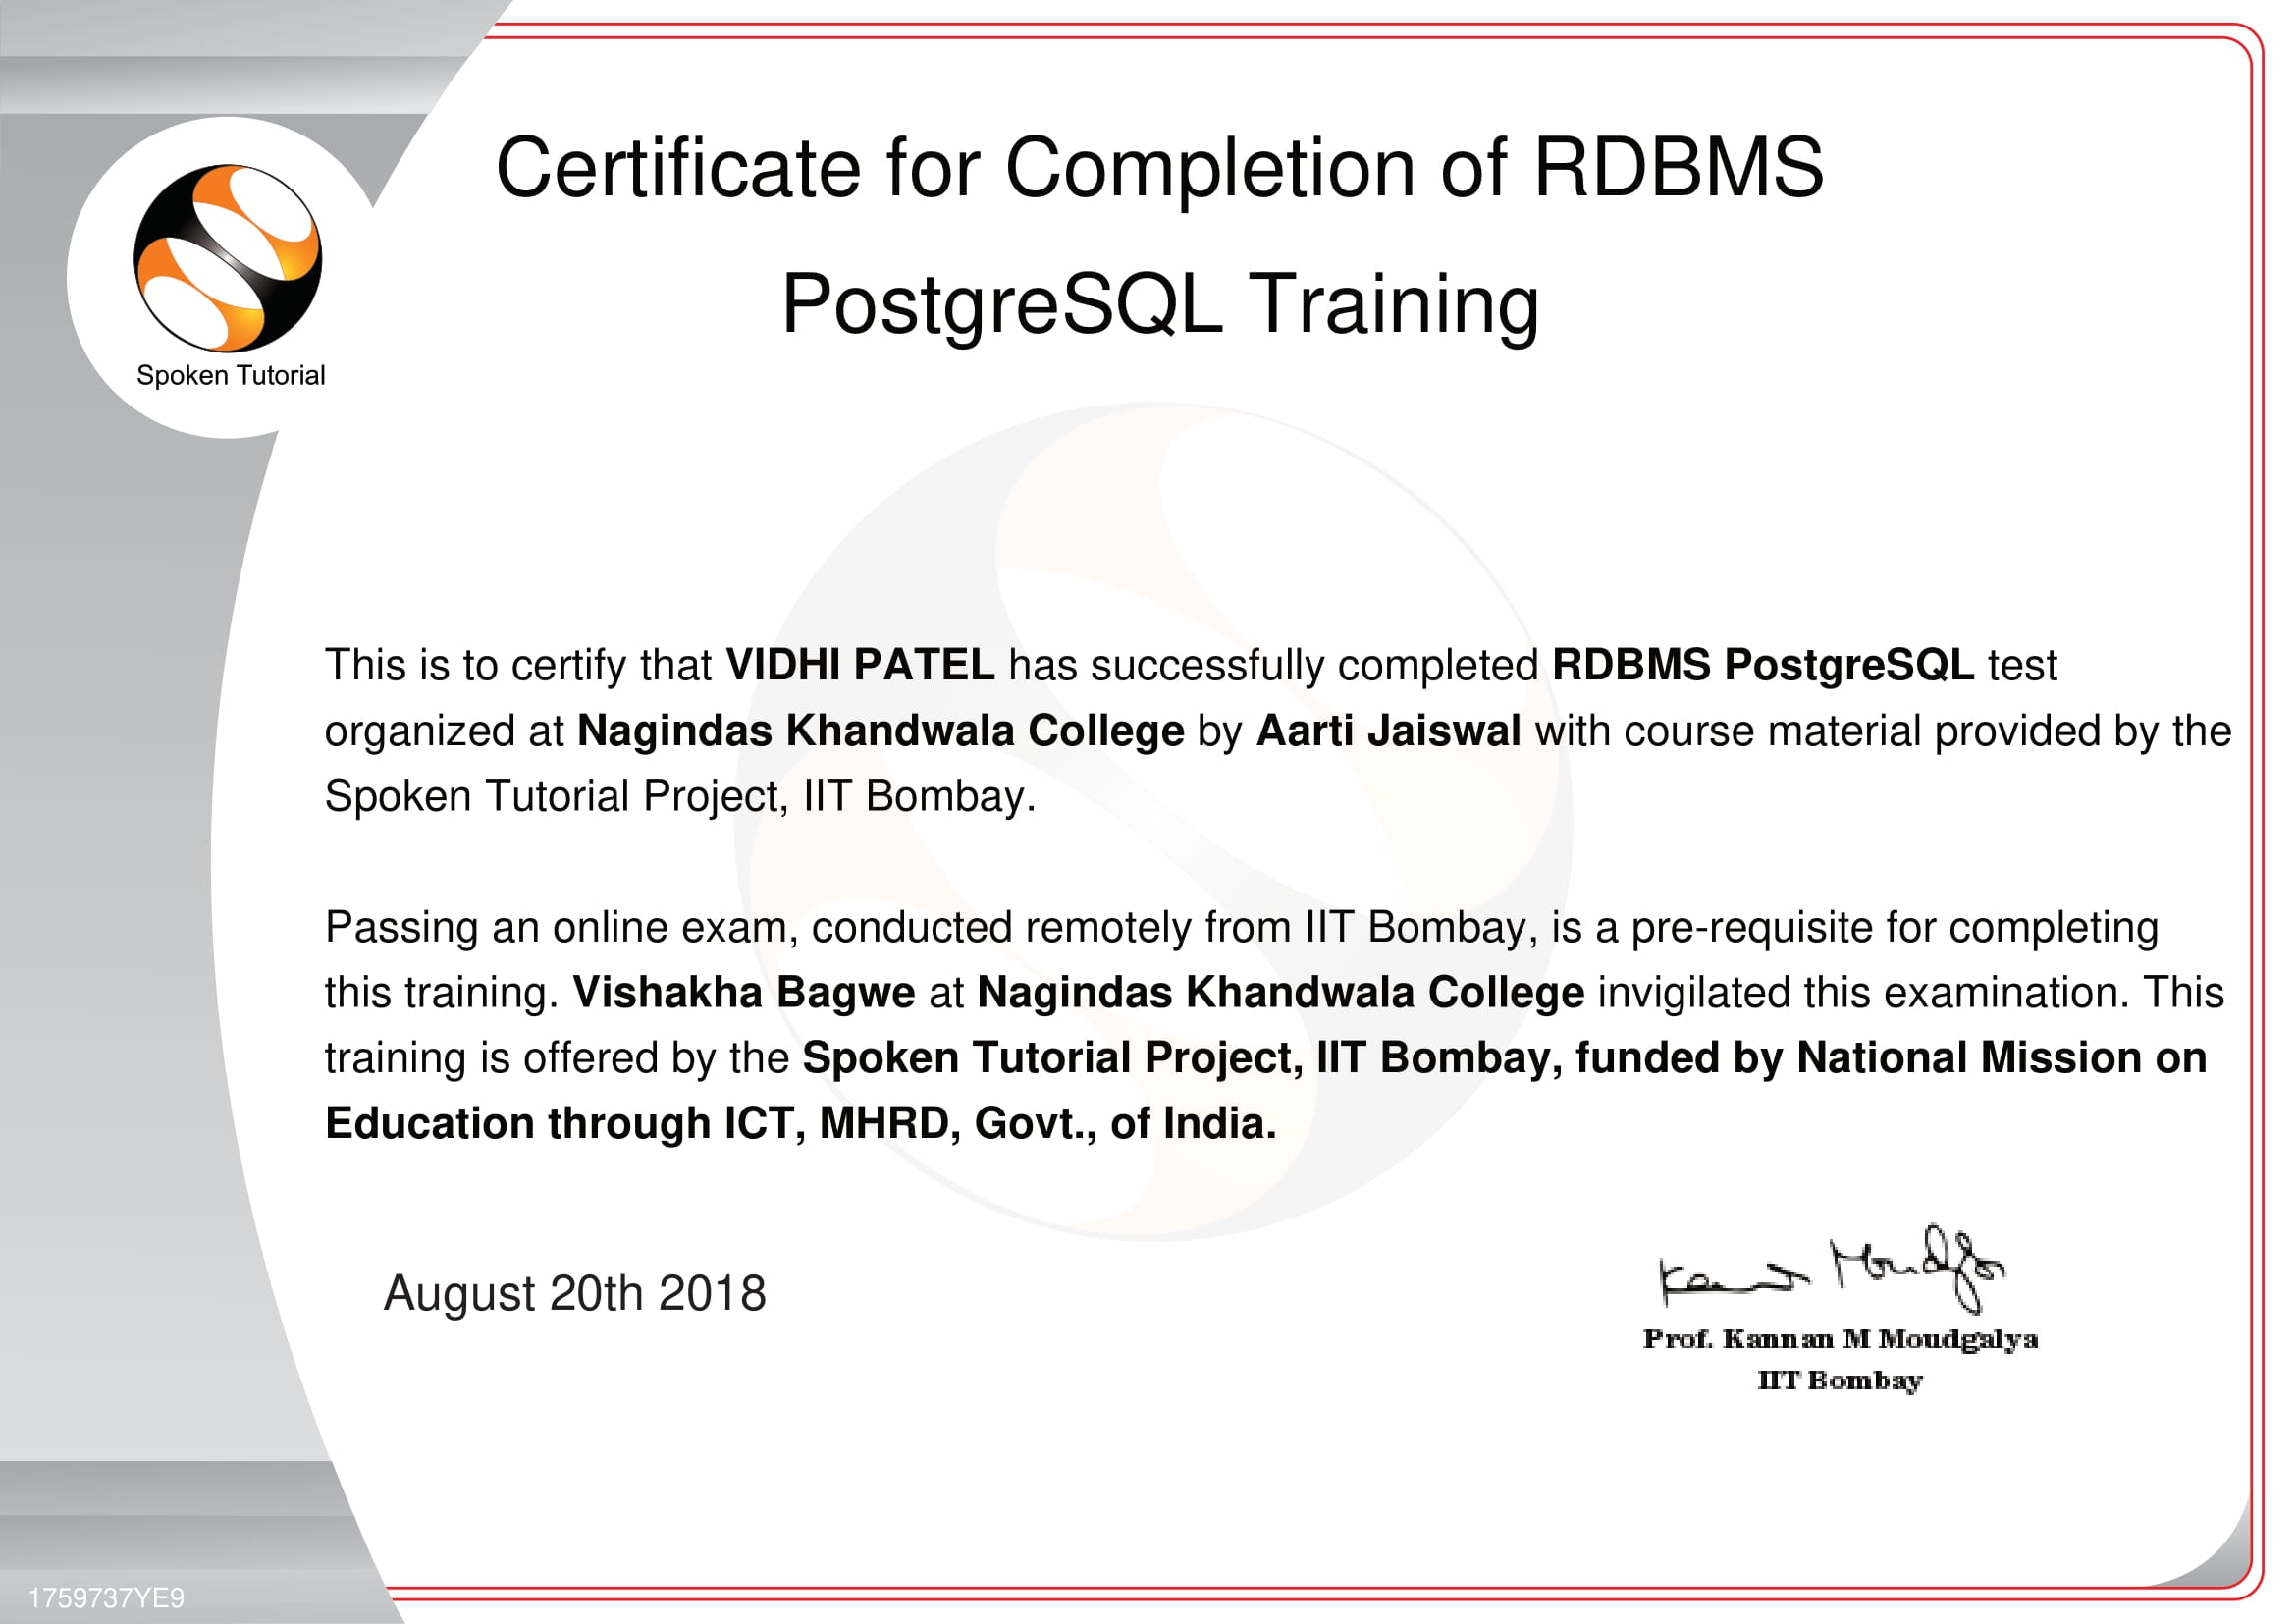 Certificate for Completion of RDBMS
PostgreSQL Training
Spoken Tutorial
This is to certify that VIDHI PATEL has successfully completed RDBMS PostgreSQL test
organized at Nagindas Khandwala College by Aarti Jaiswal with course material provided by the
Spoken Tutorial Project, IIT Bombay.
Passing an online exam, conducted remotely from IIT Bombay, is a pre-requisite for completing
this training. Vishakha Bagwe at Nagindas Khandwala College invigilated this examination. This
training is offered by the Spoken Tutorial Project, IIT Bombay, funded by National Mission on
Education through ICT, MHRD, Govt., of India.
August 20th 2018
Prof. Kannan M Moudgalya
IIT Bombay
1759737YE9